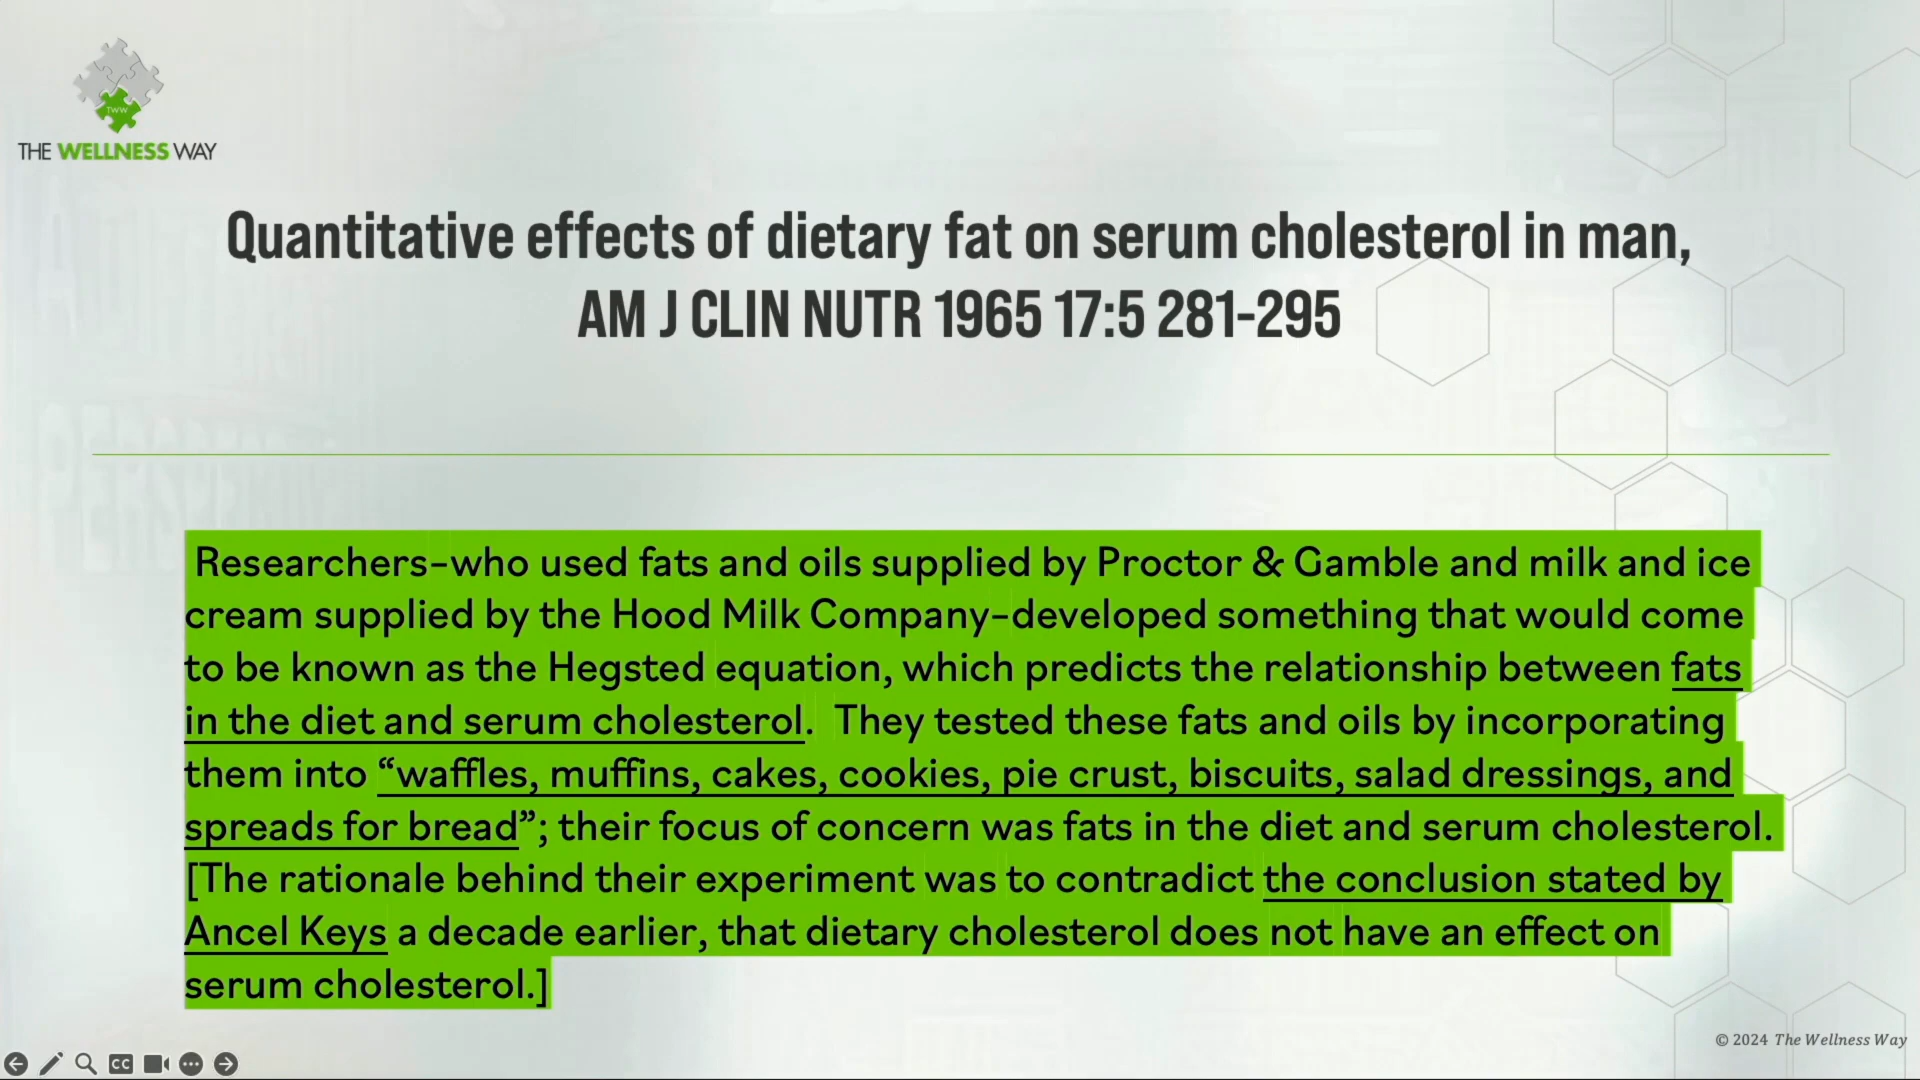 TWW
THE WELLNESS WAY
Quantitative effects of dietary fat on serum cholesterol in man,
AM J CLIN NUTR 1965 17:5 281-295
Researchers–who used fats and oils supplied by Proctor & Gamble and milk and ice
cream supplied by the Hood Milk Company–developed something that would come
to be known as the Hegsted equation, which predicts the relationship between fats
in the diet and serum cholesterol.  They tested these fats and oils by incorporating
them into “waffles, muffins, cakes, cookies, pie crust, biscuits, salad dressings, and
spreads for bread”; their focus of concern was fats in the diet and serum cholesterol.
[The rationale behind their experiment was to contradict the conclusion stated by
Ancel Keys a decade earlier, that dietary cholesterol does not have an effect on
serum cholesterol.]
© 2024 The Wellness Way
CC